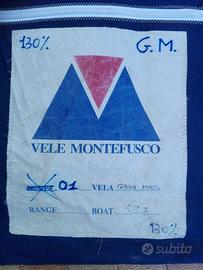 130% G. M.
VELE MONTEFUSCO
01 VELA
RANGE BOAT
130%
subito